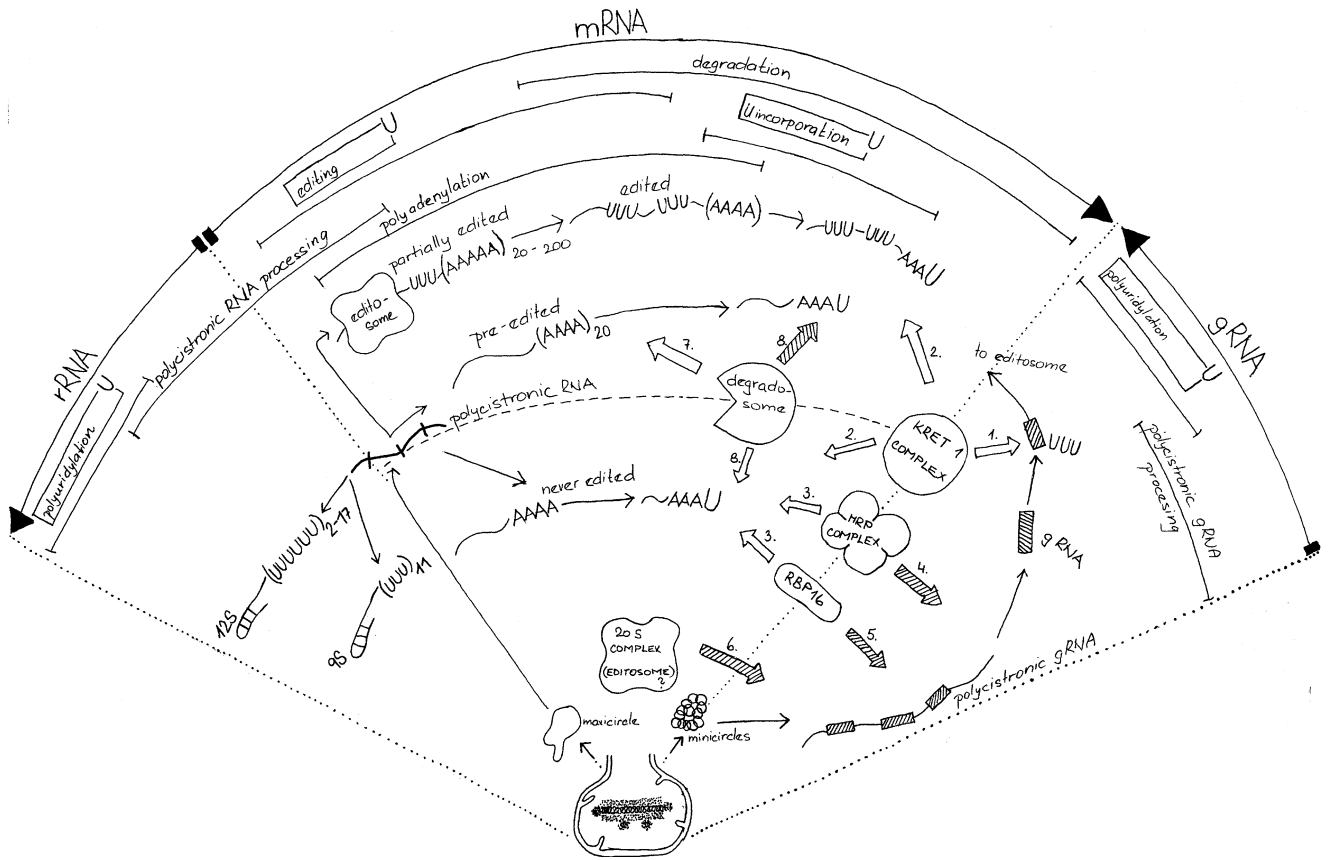 mRNA
degradation
U incorporation U
editing U
polyadenylation
polycistronic RNA processing
rRNA
polyuridylation U
gRNA
polyuridylation U
polycistronic gRNA
procesing
edited
UUU UUU-(AAAA)
UUU-UUU
AAAU
partially edited
UUU-(AAAAA) 20-200
edito-
some
pre-edited
(AAAA) 20
AAAU
7.
8.
degrado-
some
8.
2.
to editosome
polycistronic RNA
KRET 1
COMPLEX
1.
2.
UUU
never edited
AAAA
~AAAU
3.
MRP
COMPLEX
3.
4.
gRNA
RBP16
5.
(UUUUUU) 2-17
12S
(UUU) 11
9S
20 S
COMPLEX
(EDITOSOME)
?
6.
polycistronic gRNA
maxicircle
minicircles